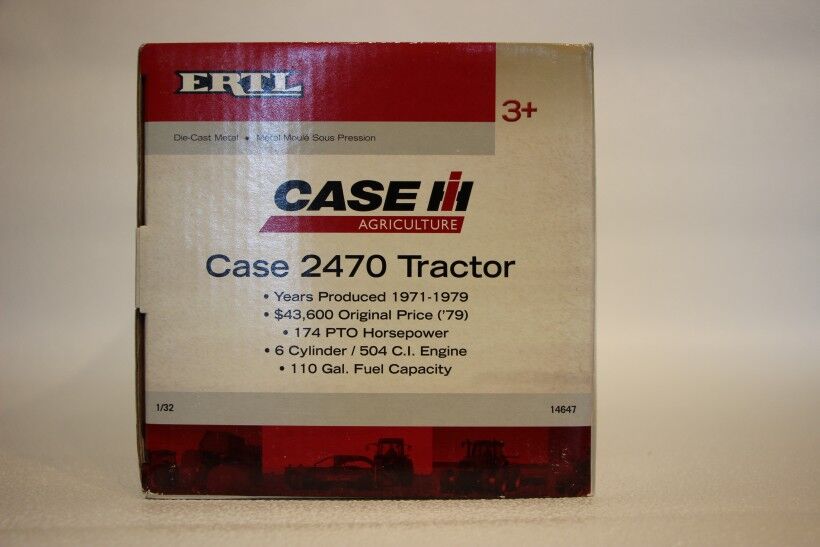 ERTL
3+
Die-Cast Metal • Métal Moulé Sous Pression
CASE IH
AGRICULTURE
Case 2470 Tractor
• Years Produced 1971-1979
• $43,600 Original Price ('79)
• 174 PTO Horsepower
• 6 Cylinder / 504 C.I. Engine
• 110 Gal. Fuel Capacity
1/32
14647